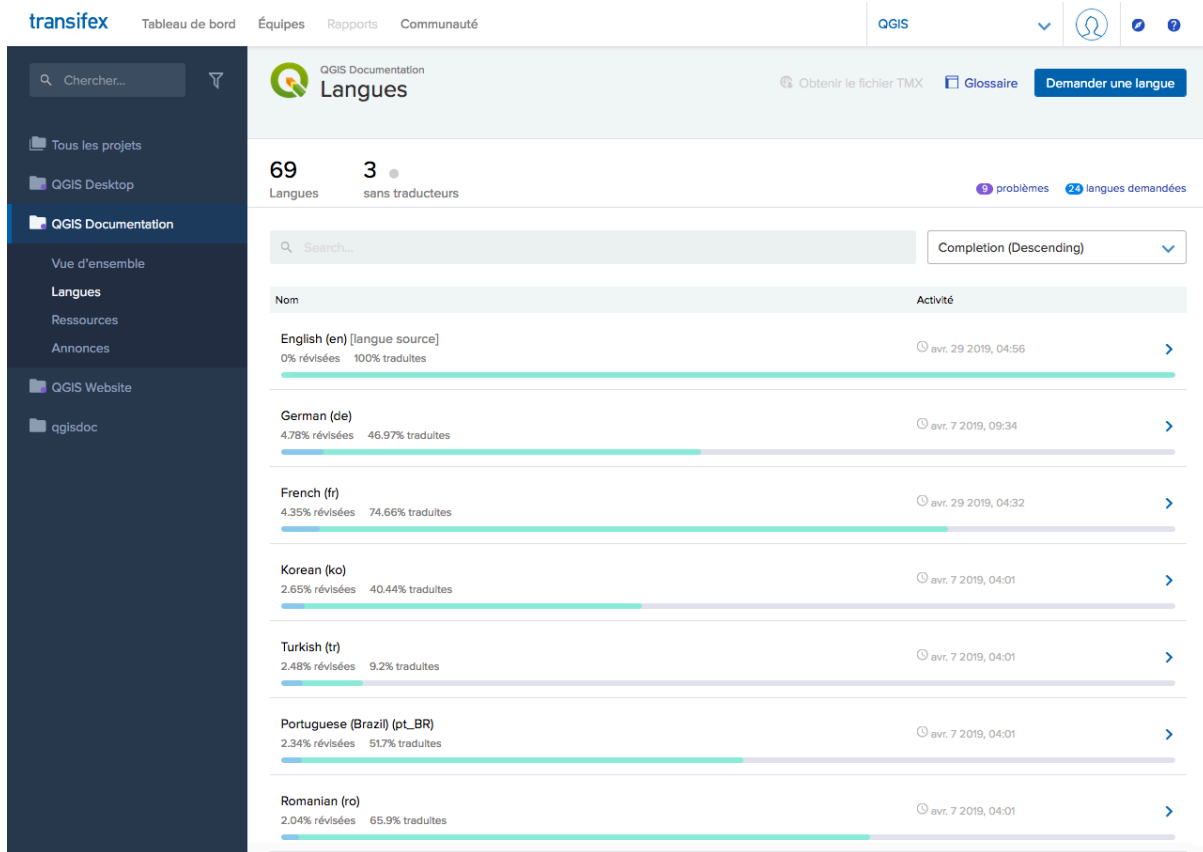 transifex Tableau de bord Équipes Rapports Communauté QGIS
Chercher...
Tous les projets
QGIS Desktop
QGIS Documentation
Vue d'ensemble
Langues
Ressources
Annonces
QGIS Website
qgisdoc
QGIS Documentation
Langues
Obtenir le fichier TMX Glossaire Demander une langue
69 3
Langues sans traducteurs
9 problèmes 24 langues demandées
Search... Completion (Descending)
Nom Activité
English (en) [langue source]
0% révisées 100% traduites
avr. 29 2019, 04:56
German (de)
4.78% révisées 46.97% traduites
avr. 7 2019, 09:34
French (fr)
4.35% révisées 74.66% traduites
avr. 29 2019, 04:32
Korean (ko)
2.65% révisées 40.44% traduites
avr. 7 2019, 04:01
Turkish (tr)
2.48% révisées 9.2% traduites
avr. 7 2019, 04:01
Portuguese (Brazil) (pt_BR)
2.34% révisées 51.7% traduites
avr. 7 2019, 04:01
Romanian (ro)
2.04% révisées 65.9% traduites
avr. 7 2019, 04:01